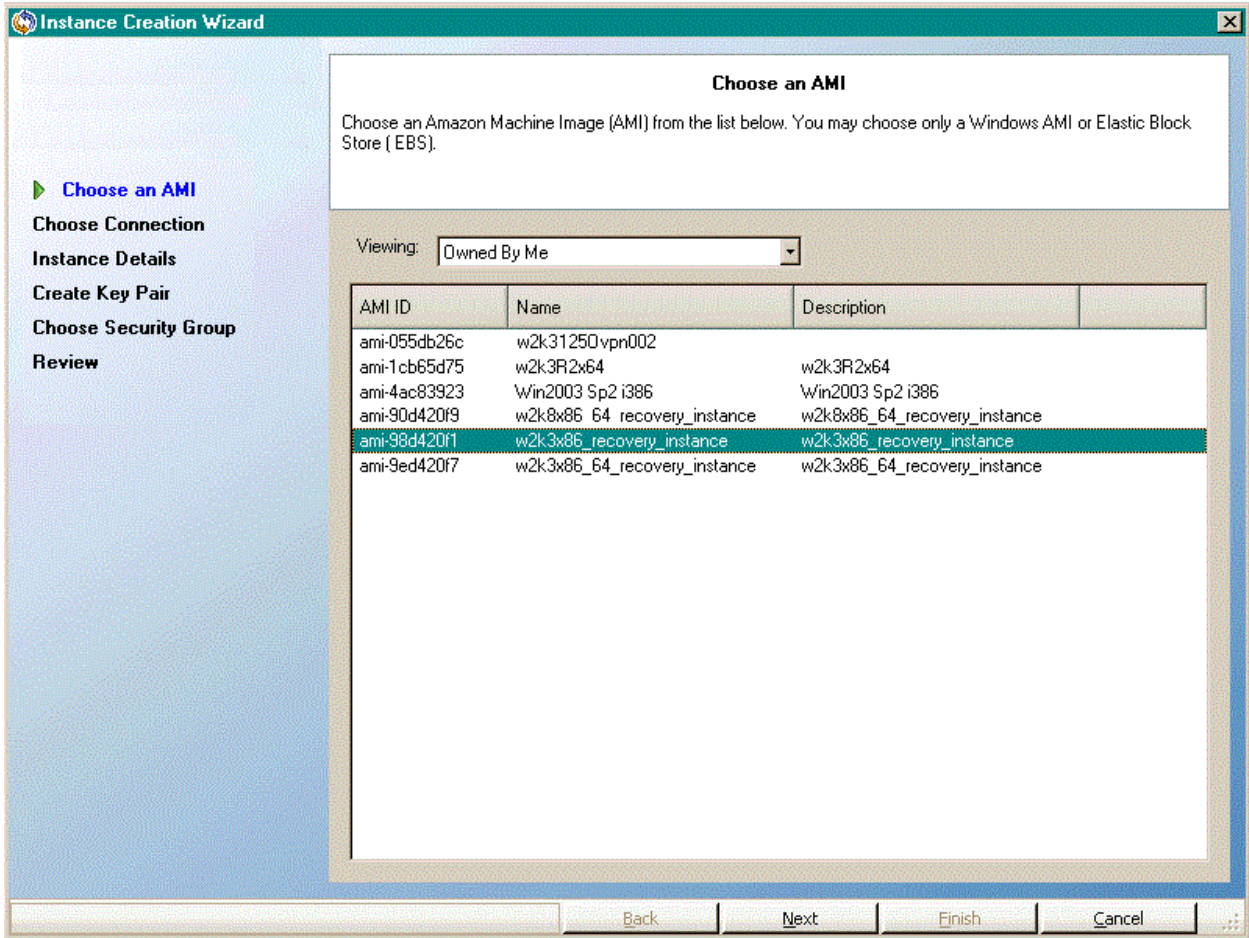 Instance Creation Wizard
Choose an AMI
Choose an Amazon Machine Image (AMI) from the list below. You may choose only a Windows AMI or Elastic Block
Store ( EBS).
Choose an AMI
Choose Connection
Instance Details
Create Key Pair
Choose Security Group
Review
Viewing: Owned By Me
AMI ID Name Description
ami-055db26c w2k3125Ovpn002
ami-1cb65d75 w2k3R2x64 w2k3R2x64
ami-4ac83923 Win2003 Sp2 i386 Win2003 Sp2 i386
ami-90d420f9 w2k8x86_64_recovery_instance w2k8x86_64_recovery_instance
ami-98d420f1 w2k3x86_recovery_instance w2k3x86_recovery_instance
ami-9ed420f7 w2k3x86_64_recovery_instance w2k3x86_64_recovery_instance
Back Next Finish Cancel